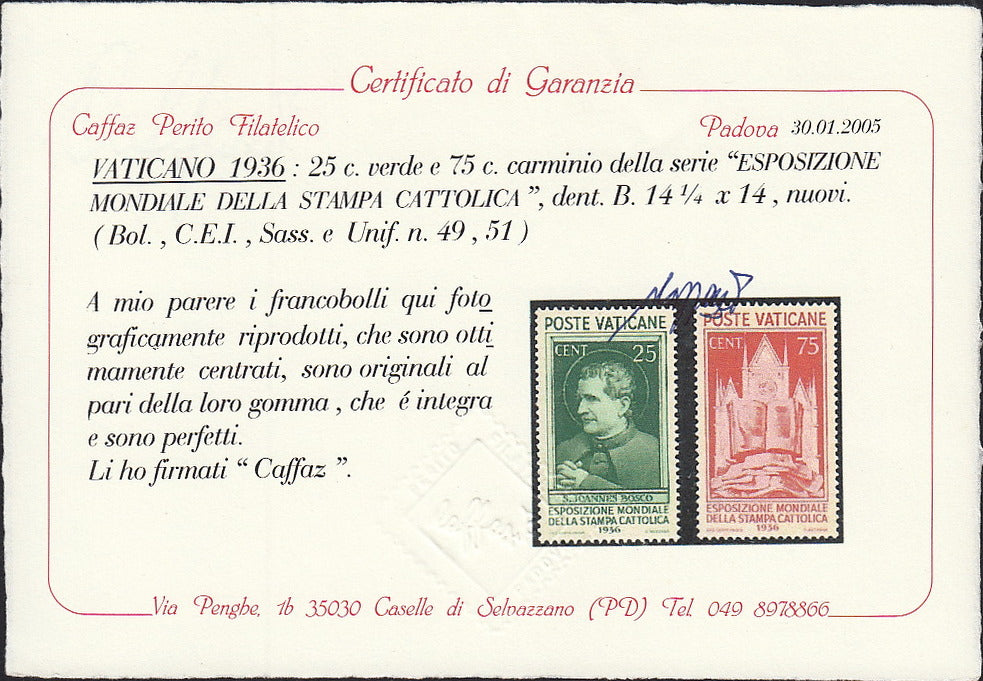 Certificato di Garanzia
Caffaz Perito Filatelico Padova 30.01.2005
VATICANO 1936 : 25 c. verde e 75 c. carminio della serie “ESPOSIZIONE
MONDIALE DELLA STAMPA CATTOLICA ”, dent. B. 14 ¼ x 14 , nuovi.
( Bol. , C.E.I. , Sass. e Unif. n. 49 , 51 )
A mio parere i francobolli qui foto
graficamente riprodotti, che sono otti
mamente centrati, sono originali al
pari della loro gomma , che é integra
e sono perfetti.
Li ho firmati “ Caffaz ”.
POSTE VATICANE
CENT 25
S. JOANNES BOSCO
ESPOSIZIONE MONDIALE
DELLA STAMPA CATTOLICA
1936
POSTE VATICANE
CENT 75
ESPOSIZIONE MONDIALE
DELLA STAMPA CATTOLICA
1936
PERITO
Caffaz
Via Penghe, 1b 35030 Caselle di Selvazzano (PD) Tel. 049 8978866